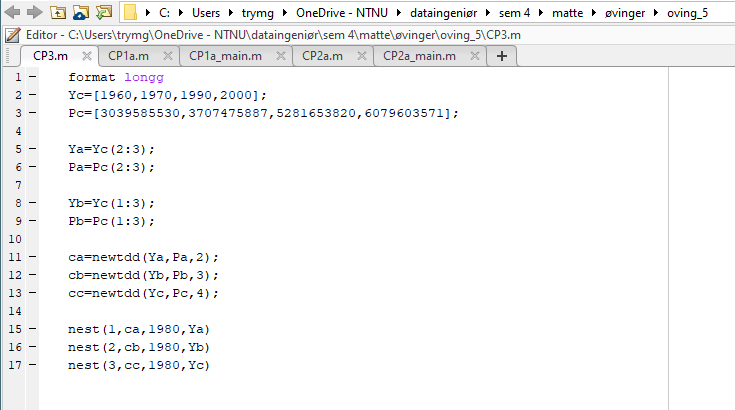 C: › Users › trymg › OneDrive - NTNU › dataingeniør › sem 4 › matte › øvinger › oving_5
Editor - C:\Users\trymg\OneDrive - NTNU\dataingeniør\sem 4\matte\øvinger\oving_5\CP3.m
CP3.m × CP1a.m × CP1a_main.m × CP2a.m × CP2a_main.m × +
1 − format longg
2 − Yc=[1960,1970,1990,2000];
3 − Pc=[3039585530,3707475887,5281653820,6079603571];
4
5 − Ya=Yc(2:3);
6 − Pa=Pc(2:3);
7
8 − Yb=Yc(1:3);
9 − Pb=Pc(1:3);
10
11 − ca=newtdd(Ya,Pa,2);
12 − cb=newtdd(Yb,Pb,3);
13 − cc=newtdd(Yc,Pc,4);
14
15 − nest(1,ca,1980,Ya)
16 − nest(2,cb,1980,Yb)
17 − nest(3,cc,1980,Yc)